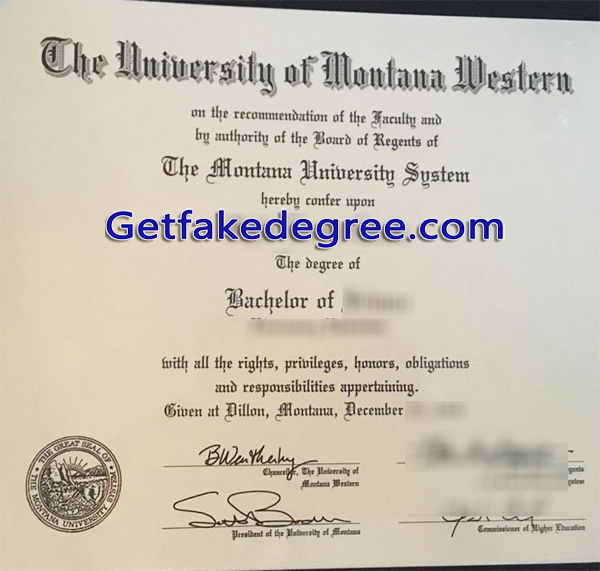 The University of Montana Western
on the recommendation of the Faculty and
by authority of the Board of Regents of
The Montana University System
hereby confer upon
Getfakedegree.com
The degree of
Bachelor of
with all the rights, privileges, honors, obligations
and responsibilities appertaining.
Given at Dillon, Montana, December
THE GREAT SEAL OF THE MONTANA UNIVERSITY SYSTEM
Chancellor, The University of
Montana Western
President of the University of Montana
Commissioner of Higher Education